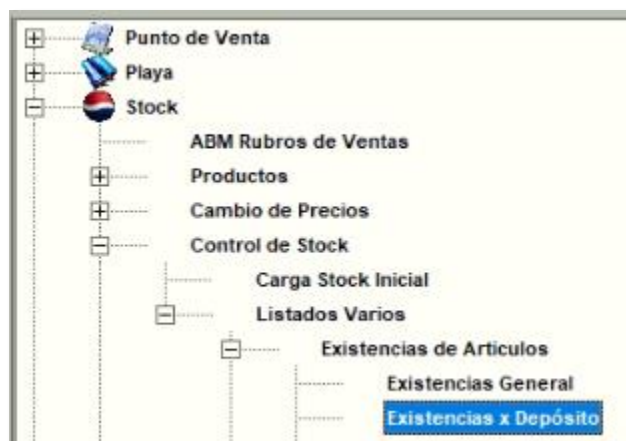 Punto de Venta
Playa
Stock
ABM Rubros de Ventas
Productos
Cambio de Precios
Control de Stock
Carga Stock Inicial
Listados Varios
Existencias de Articulos
Existencias General
Existencias x Depósito